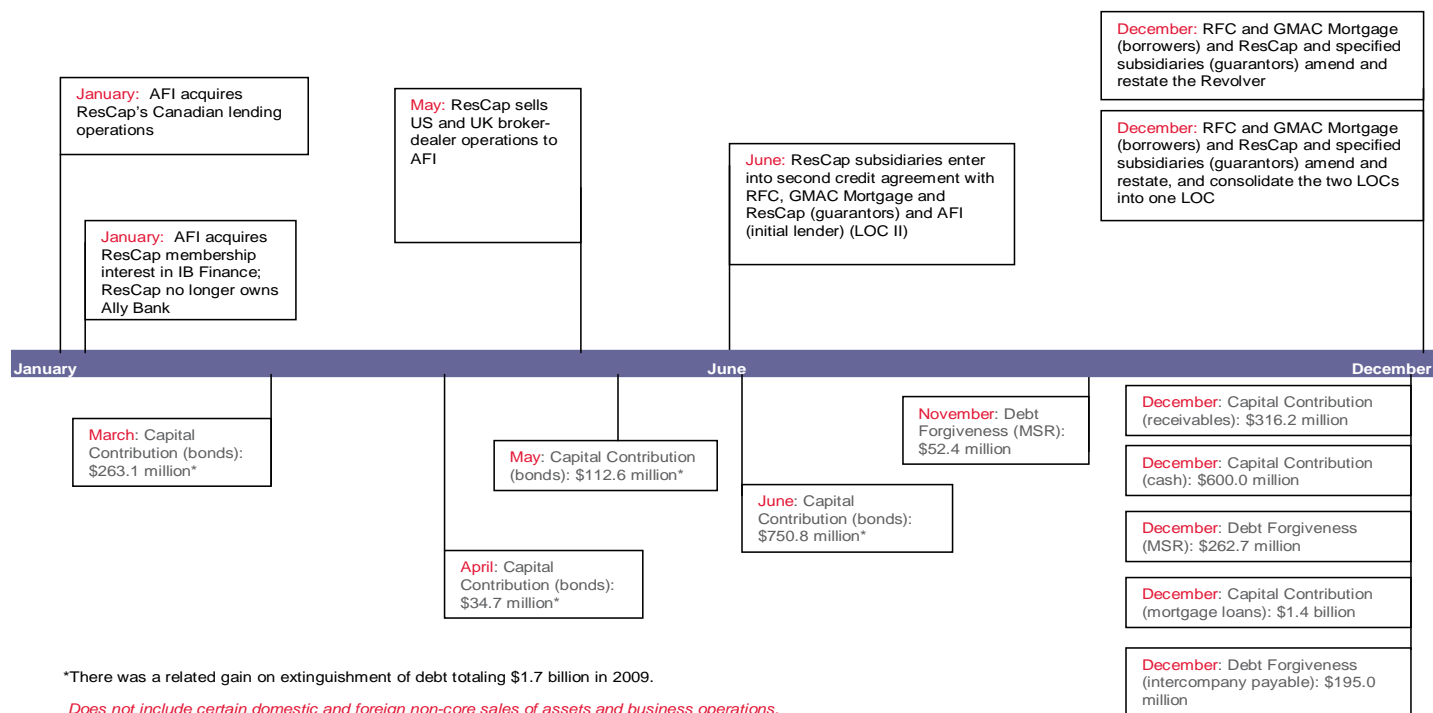 December: RFC and GMAC Mortgage
(borrowers) and ResCap and specified
subsidiaries (guarantors) amend and
restate the Revolver
January: AFI acquires
ResCap's Canadian lending
operations
May: ResCap sells
US and UK broker-
dealer operations to
AFI
December: RFC and GMAC Mortgage
(borrowers) and ResCap and specified
subsidiaries (guarantors) amend and
restate, and consolidate the two LOCs
into one LOC
June: ResCap subsidiaries enter
into second credit agreement with
RFC, GMAC Mortgage and
ResCap (guarantors) and AFI
(initial lender) (LOC II)
January: AFI acquires
ResCap membership
interest in IB Finance;
ResCap no longer owns
Ally Bank
January
June
December
March: Capital
Contribution (bonds):
$263.1 million*
April: Capital
Contribution (bonds):
$34.7 million*
May: Capital Contribution
(bonds): $112.6 million*
June: Capital
Contribution (bonds):
$750.8 million*
November: Debt
Forgiveness (MSR):
$52.4 million
December: Capital Contribution
(receivables): $316.2 million
December: Capital Contribution
(cash): $600.0 million
December: Debt Forgiveness
(MSR): $262.7 million
December: Capital Contribution
(mortgage loans): $1.4 billion
December: Debt Forgiveness
(intercompany payable): $195.0
million
*There was a related gain on extinguishment of debt totaling $1.7 billion in 2009.
Does not include certain domestic and foreign non-core sales of assets and business operations.